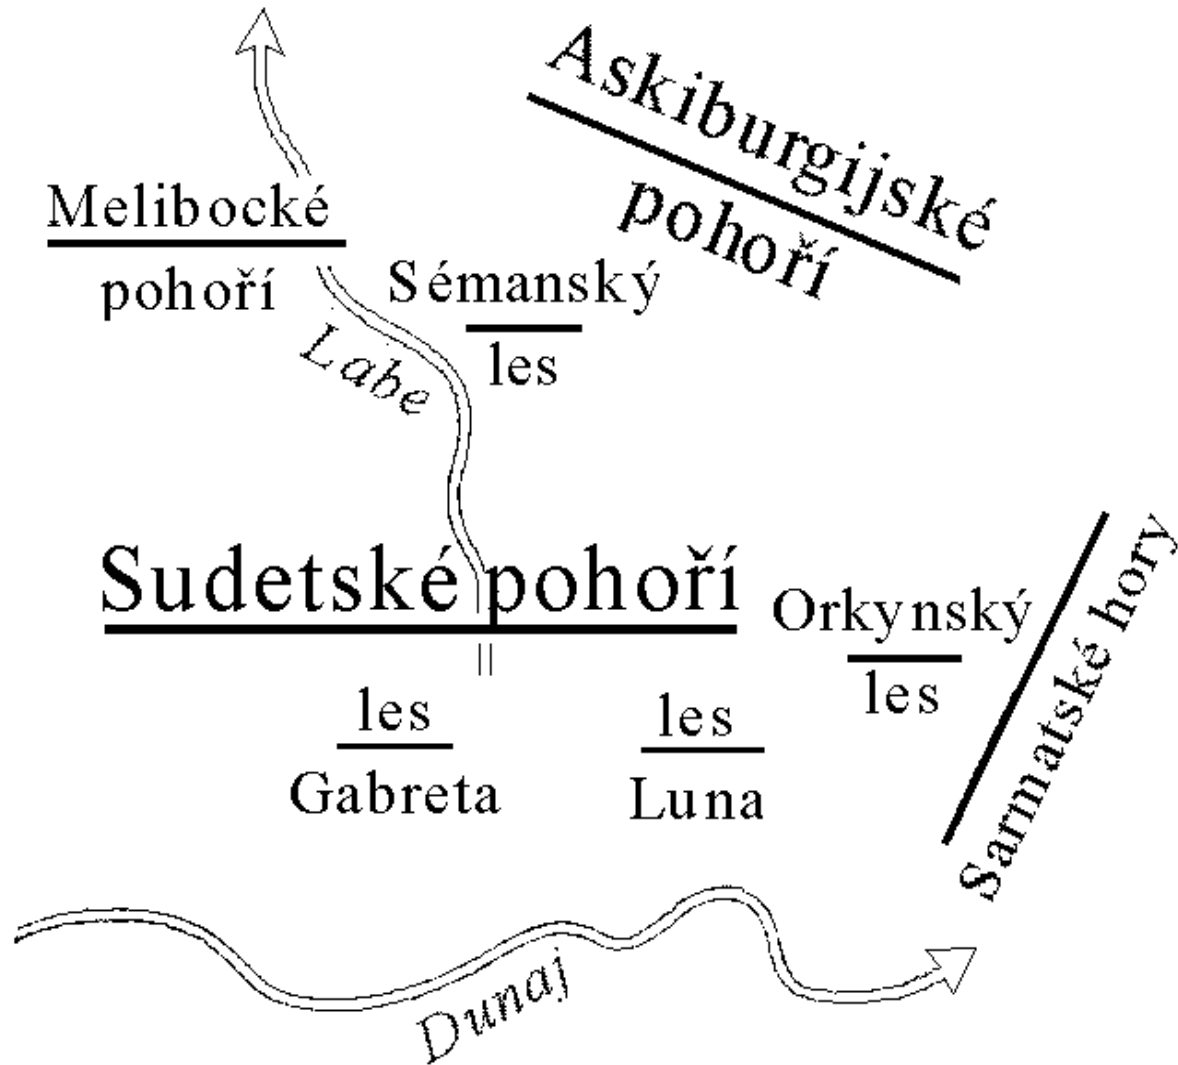 Askiburgijské
pohoří
Melibocké
pohoří
Sémanský
les
Labe
Sudetské pohoří
Orkynský
les
Sarmatské hory
les
Gabreta
les
Luna
Dunaj